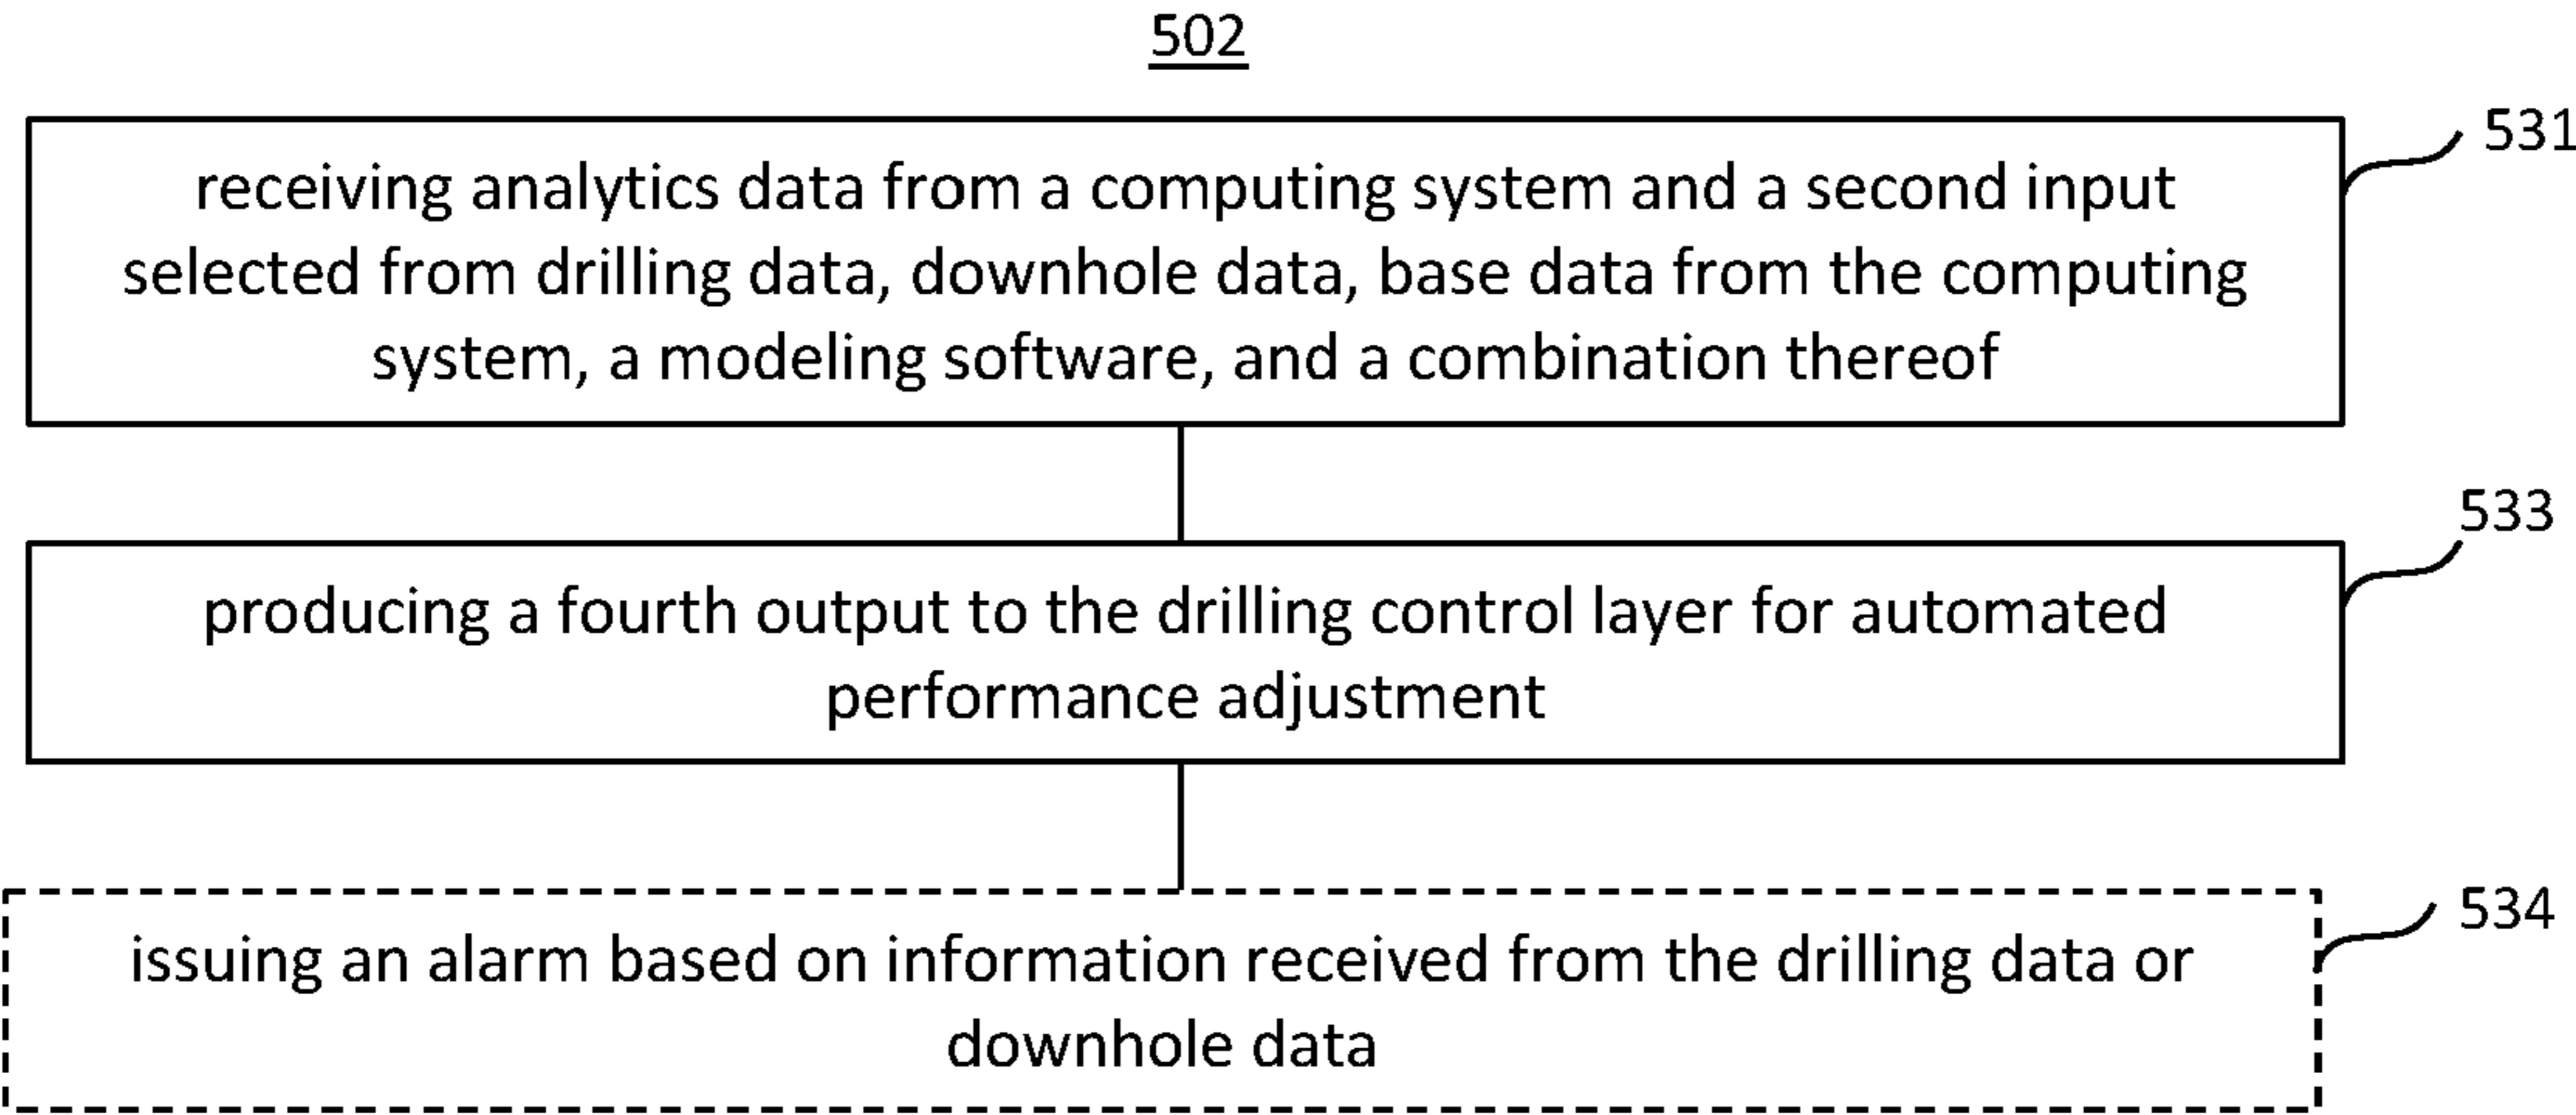 502
531
receiving analytics data from a computing system and a second input
selected from drilling data, downhole data, base data from the computing
system, a modeling software, and a combination thereof
533
producing a fourth output to the drilling control layer for automated
performance adjustment
534
issuing an alarm based on information received from the drilling data or
downhole data